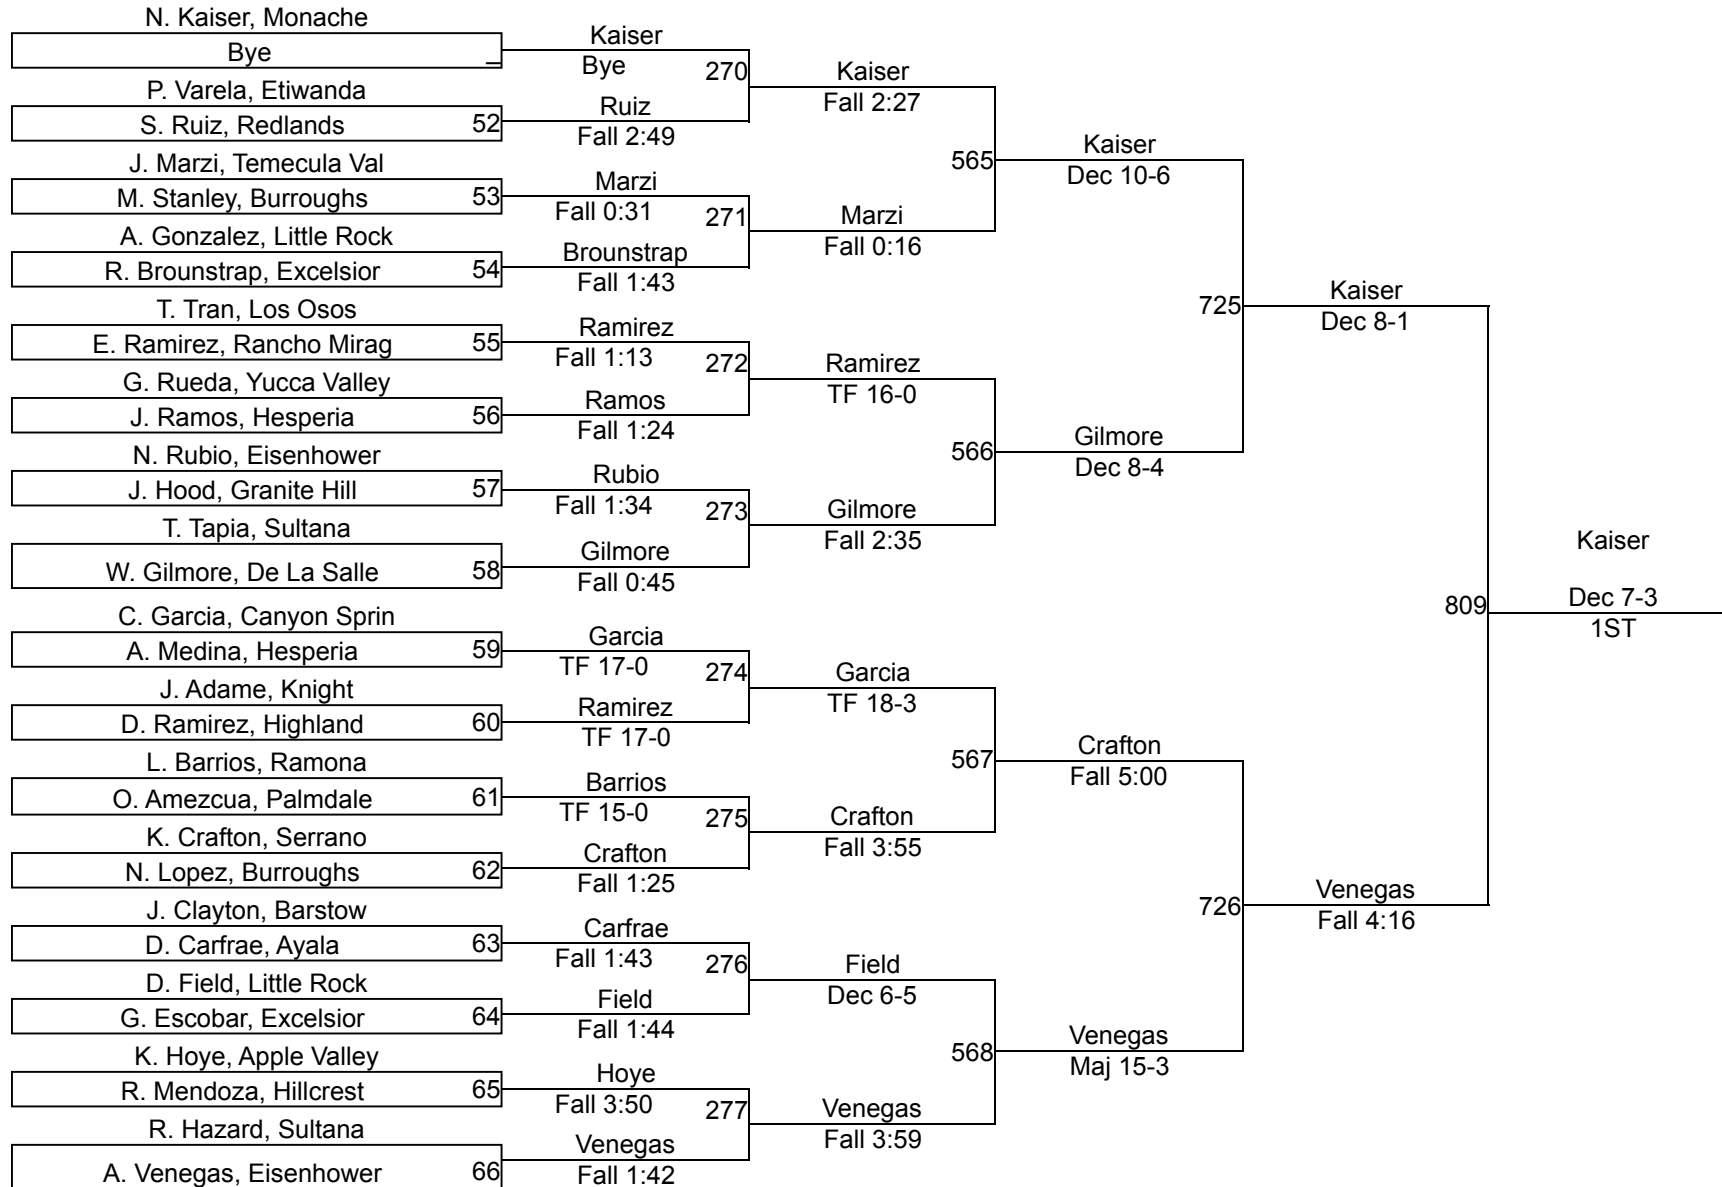 N. Kaiser, Monache
Bye _
P. Varela, Etiwanda
S. Ruiz, Redlands 52
J. Marzi, Temecula Val
M. Stanley, Burroughs 53
A. Gonzalez, Little Rock
R. Brounstrap, Excelsior 54
T. Tran, Los Osos
E. Ramirez, Rancho Mirag 55
G. Rueda, Yucca Valley
J. Ramos, Hesperia 56
N. Rubio, Eisenhower
J. Hood, Granite Hill 57
T. Tapia, Sultana
W. Gilmore, De La Salle 58
C. Garcia, Canyon Sprin
A. Medina, Hesperia 59
J. Adame, Knight
D. Ramirez, Highland 60
L. Barrios, Ramona
O. Amezcua, Palmdale 61
K. Crafton, Serrano
N. Lopez, Burroughs 62
J. Clayton, Barstow
D. Carfrae, Ayala 63
D. Field, Little Rock
G. Escobar, Excelsior 64
K. Hoye, Apple Valley
R. Mendoza, Hillcrest 65
R. Hazard, Sultana
A. Venegas, Eisenhower 66
Kaiser
Bye 270
Ruiz
Fall 2:49
Marzi
Fall 0:31 271
Brounstrap
Fall 1:43
Ramirez
Fall 1:13 272
Ramos
Fall 1:24
Rubio
Fall 1:34 273
Gilmore
Fall 0:45
Garcia
TF 17-0 274
Ramirez
TF 17-0
Barrios
TF 15-0 275
Crafton
Fall 1:25
Carfrae
Fall 1:43 276
Field
Fall 1:44
Hoye
Fall 3:50 277
Venegas
Fall 1:42
Kaiser
Fall 2:27
565
Marzi
Fall 0:16
Ramirez
TF 16-0
566
Gilmore
Fall 2:35
Garcia
TF 18-3
567
Crafton
Fall 3:55
Field
Dec 6-5
568
Venegas
Fall 3:59
Kaiser
Dec 10-6
725
Gilmore
Dec 8-4
Crafton
Fall 5:00
726
Venegas
Maj 15-3
Kaiser
Dec 8-1
809
Venegas
Fall 4:16
Kaiser
Dec 7-3
1ST